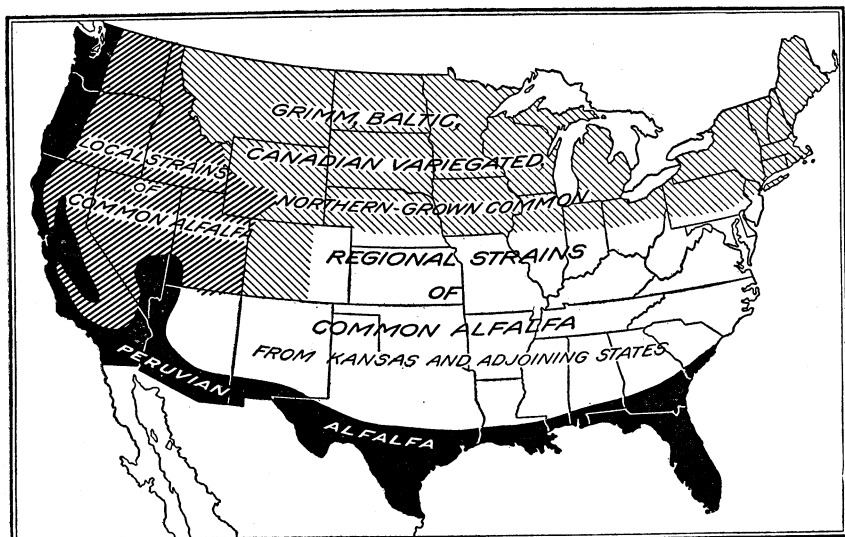 GRIMM, BALTIC,
CANADIAN VARIEGATED,
NORTHERN-GROWN COMMON
LOCAL STRAINS
OF
COMMON ALFALF
REGIONAL STRAINS
OF
COMMON ALFALFA
FROM KANSAS AND ADJOINING STATES
PERUVIAN
ALFALFA